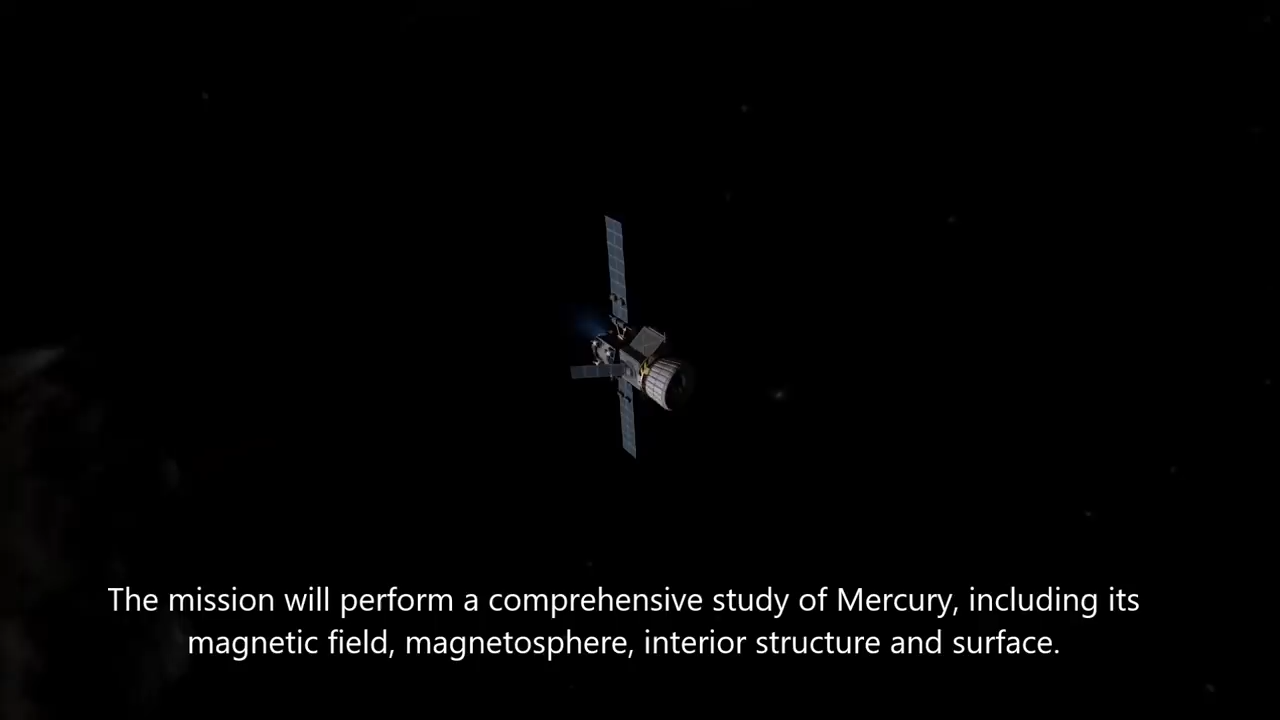 The mission will perform a comprehensive study of Mercury, including its
magnetic field, magnetosphere, interior structure and surface.